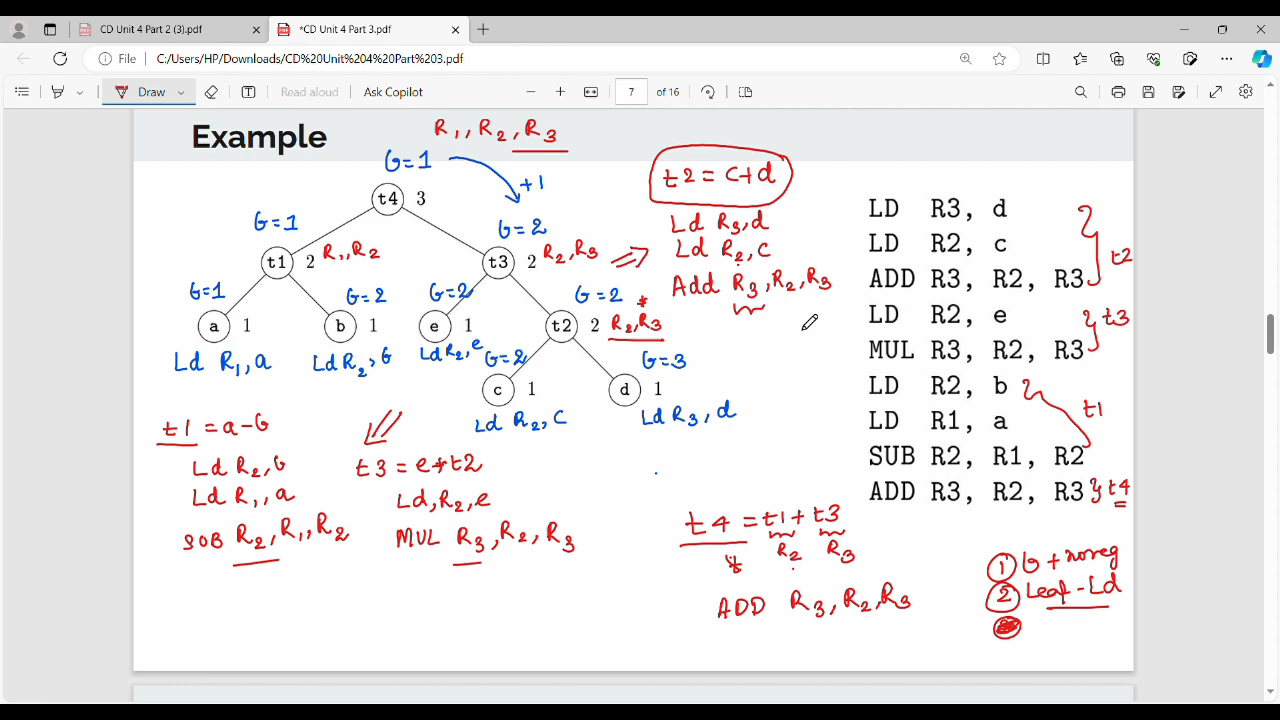 CD Unit 4 Part 2 (3).pdf
*CD Unit 4 Part 3.pdf
File
C:/Users/HP/Downloads/CD%20Unit%204%20Part%203.pdf
Draw
Read aloud
Ask Copilot
7 of 16
Example
R1, R2, R3
G=1
t4 3
+1
G=1
t1 2 R1, R2
G=2
t3 2 R2, R3
G=1
a 1
Ld R1, a
G=2
b 1
Ld R2, b
G=2
e 1
Ld R2, e
G=2 *
t2 2 R2, R3
G=2
c 1
Ld R2, c
G=3
d 1
Ld R3, d
t2 = c+d
Ld R3, d
Ld R2, c
Add R3, R2, R3
t1 = a-b
Ld R2, b
Ld R1, a
SUB R2, R1, R2
t3 = e*t2
Ld, R2, e
MUL R3, R2, R3
t4 = t1 + t3
* R2 R3
ADD R3, R2, R3
LD R3, d
LD R2, c
ADD R3, R2, R3
t2
LD R2, e
MUL R3, R2, R3
t3
LD R2, b
LD R1, a
SUB R2, R1, R2
t1
ADD R3, R2, R3 } t4
1 G + noreg
2 Leaf - Ld